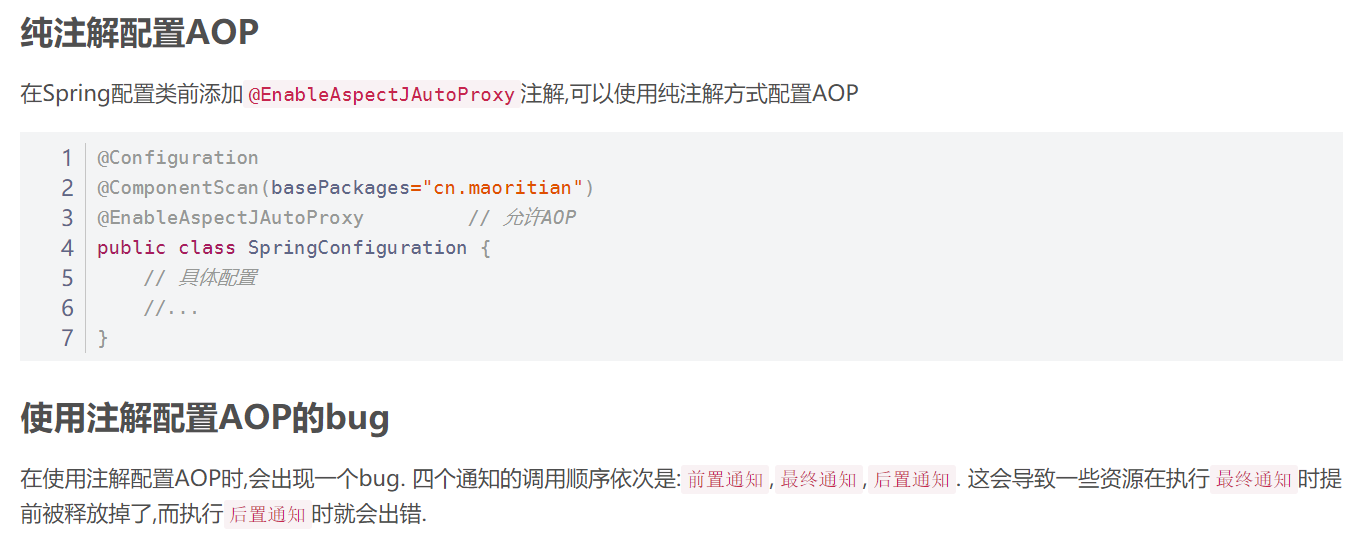 纯注解配置AOP
在Spring配置类前添加@EnableAspectJAutoProxy注解,可以使用纯注解方式配置AOP
1 @Configuration
2 @ComponentScan(basePackages="cn.maoritian")
3 @EnableAspectJAutoProxy // 允许AOP
4 public class SpringConfiguration {
5 // 具体配置
6 //...
7 }
使用注解配置AOP的bug
在使用注解配置AOP时,会出现一个bug. 四个通知的调用顺序依次是:前置通知,最终通知,后置通知. 这会导致一些资源在执行最终通知时提
前被释放掉了,而执行后置通知时就会出错.